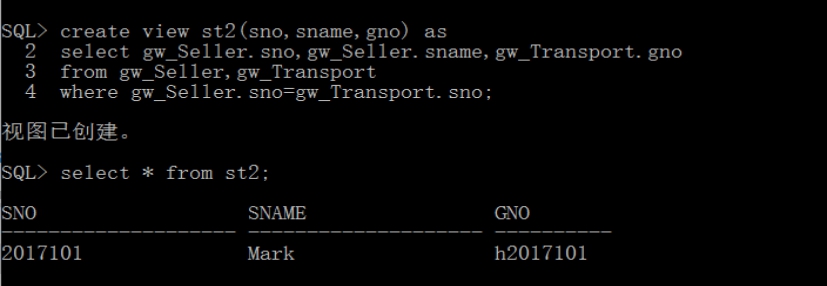 SQL> create view st2(sno,sname,gno) as
2 select gw_Seller.sno,gw_Seller.sname,gw_Transport.gno
3 from gw_Seller,gw_Transport
4 where gw_Seller.sno=gw_Transport.sno;
视图已创建。
SQL> select * from st2;
SNO SNAME GNO
-------------------- -------------------- ----------
2017101 Mark h2017101